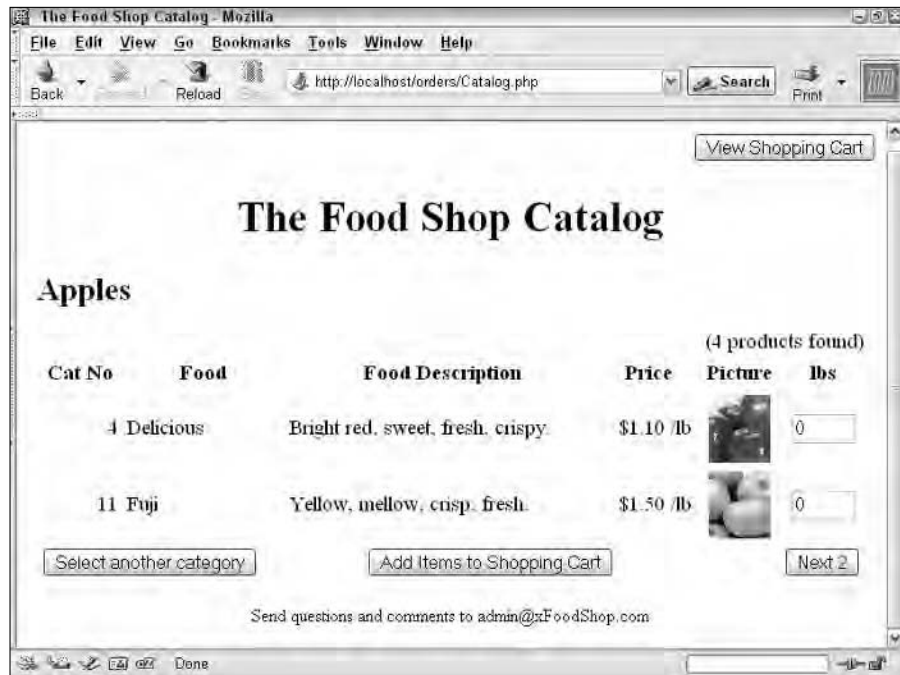 The Food Shop Catalog - Mozilla
File Edit View Go Bookmarks Tools Window Help
Back Reload http://localhost/orders/Catalog.php Search Print
View Shopping Cart
The Food Shop Catalog
Apples
(4 products found)
Cat No Food Food Description Price Picture lbs
4 Delicious Bright red, sweet, fresh, crispy. $1.10 /lb 0
11 Fuji Yellow, mellow, crisp, fresh. $1.50 /lb 0
Select another category Add Items to Shopping Cart Next 2
Send questions and comments to admin@xFoodShop.com
Done